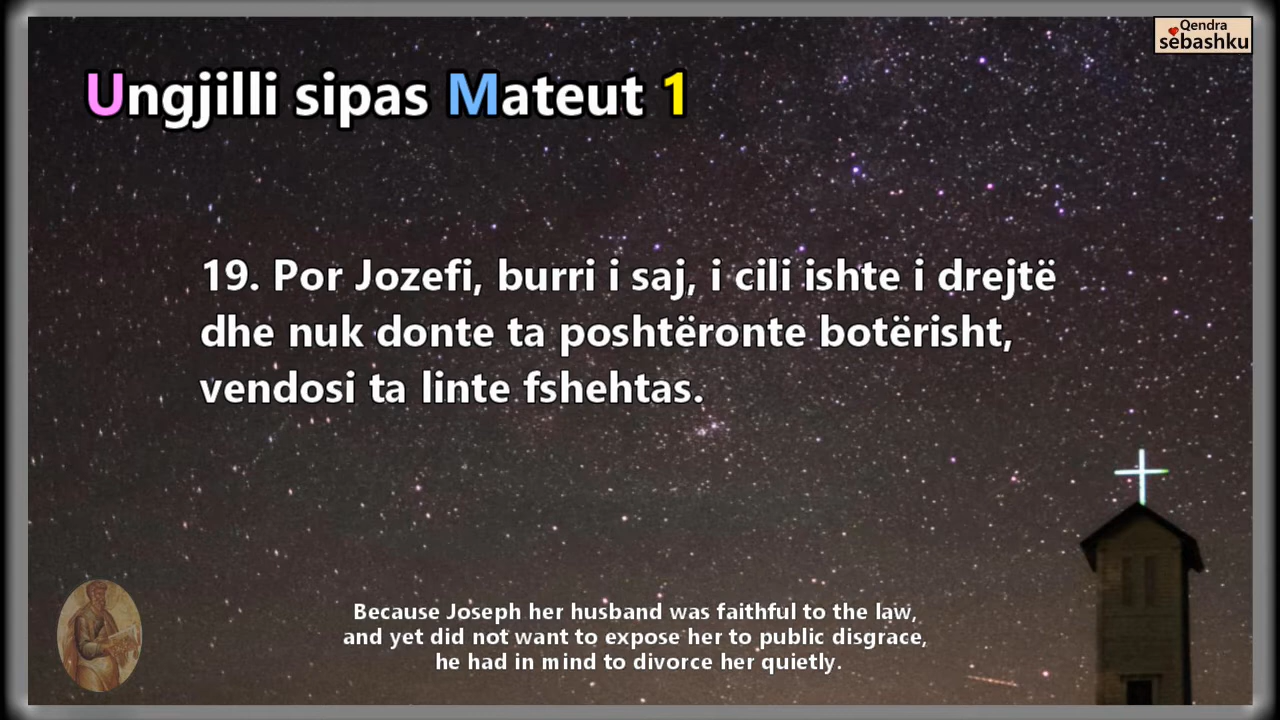 Qendra
sebashku
Ungjilli sipas Mateut 1
19. Por Jozefi, burri i saj, i cili ishte i drejtë
dhe nuk donte ta poshtëronte botërisht,
vendosi ta linte fshehtas.
Because Joseph her husband was faithful to the law,
and yet did not want to expose her to public disgrace,
he had in mind to divorce her quietly.